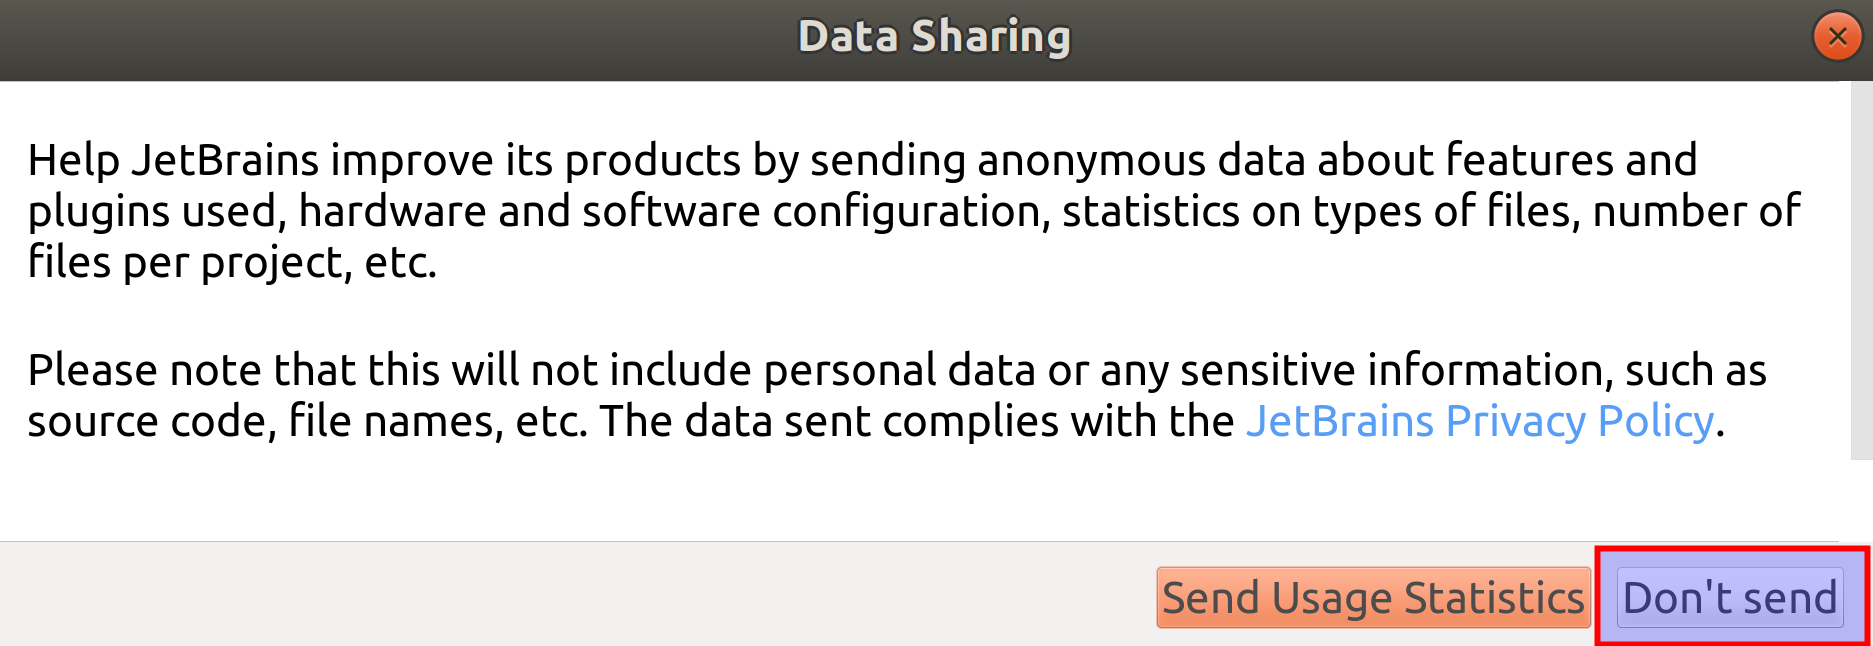 Data Sharing
Help JetBrains improve its products by sending anonymous data about features and
plugins used, hardware and software configuration, statistics on types of files, number of
files per project, etc.
Please note that this will not include personal data or any sensitive information, such as
source code, file names, etc. The data sent complies with the JetBrains Privacy Policy.
Send Usage Statistics Don't send